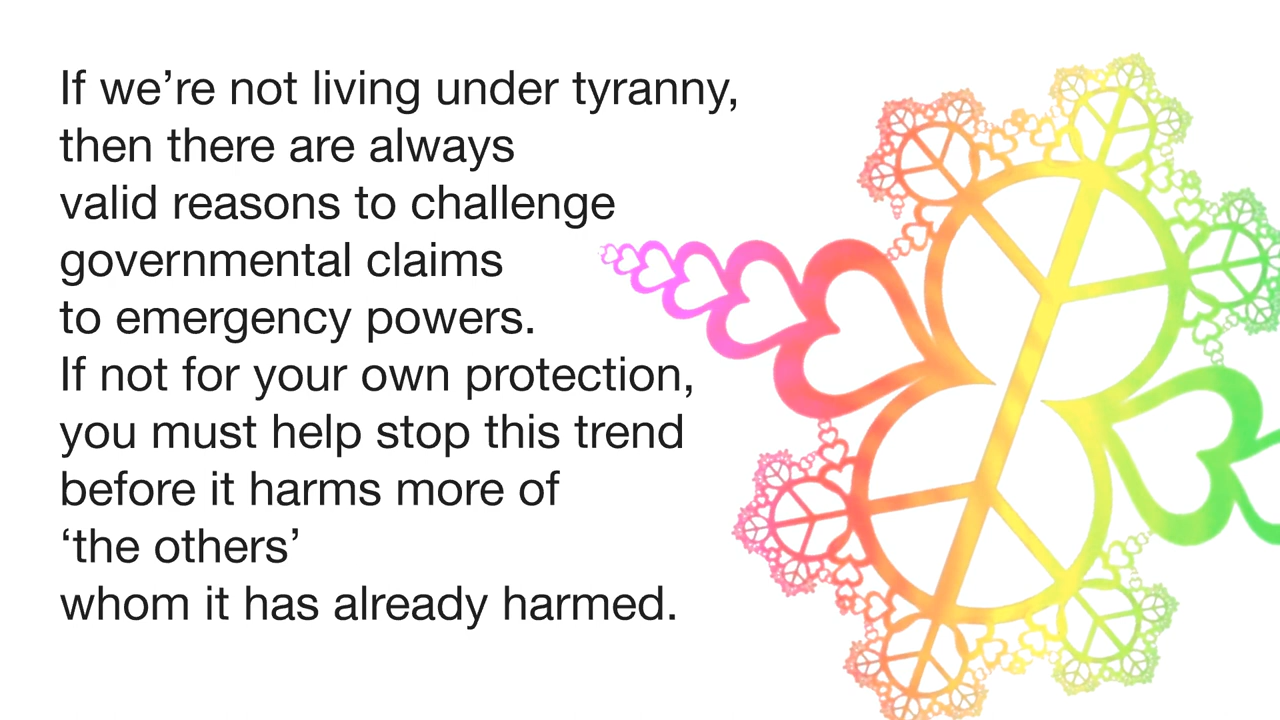 If we’re not living under tyranny,
then there are always
valid reasons to challenge
governmental claims
to emergency powers.
If not for your own protection,
you must help stop this trend
before it harms more of
‘the others’
whom it has already harmed.